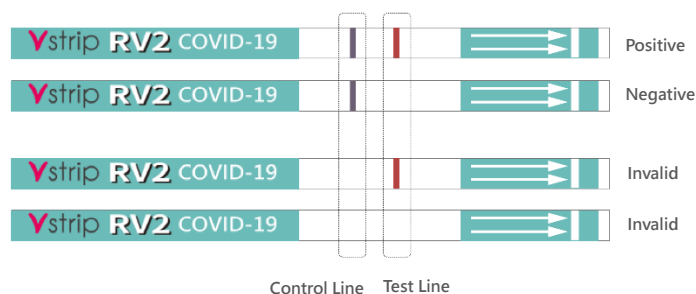 Vstrip RV2 COVID-19 Positive
Vstrip RV2 COVID-19 Negative
Vstrip RV2 COVID-19 Invalid
Vstrip RV2 COVID-19 Invalid
Control Line Test Line